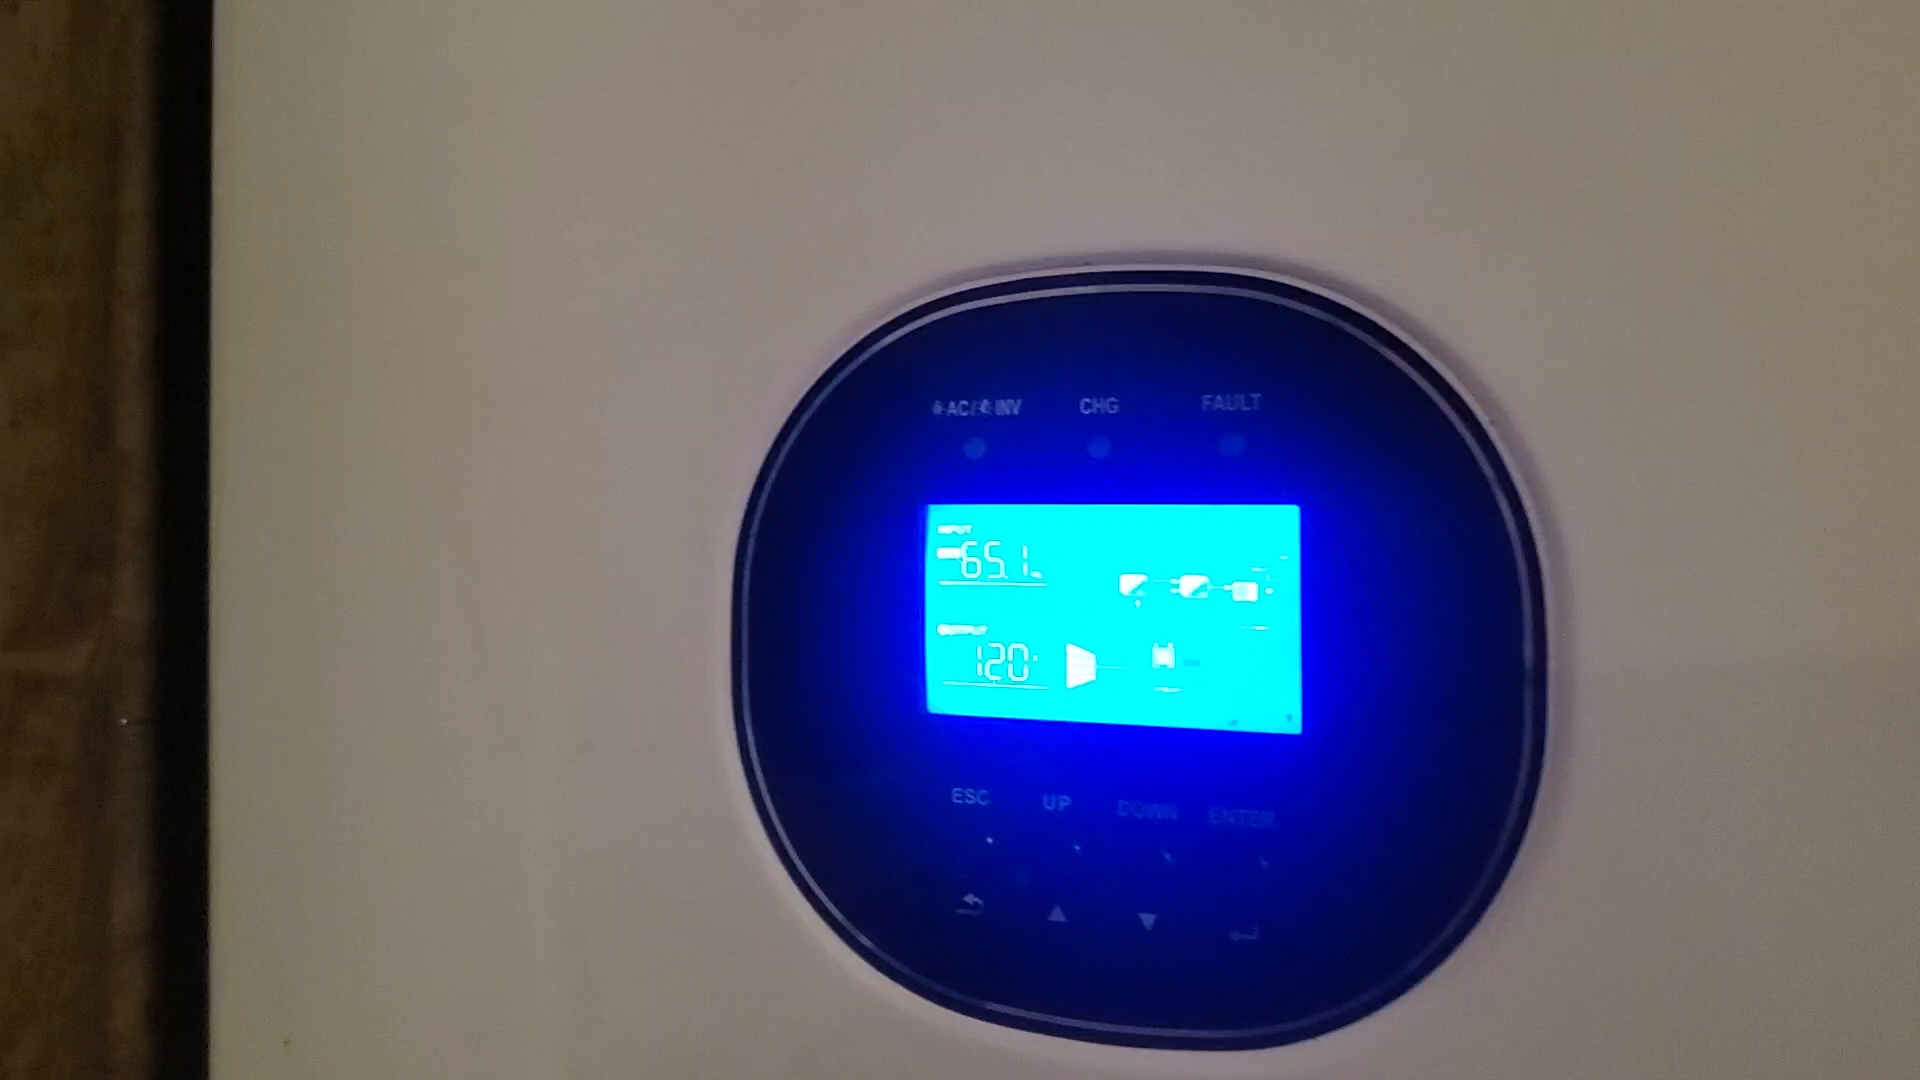 AC/ INV CHG FAULT
INPUT
65.1
OUTPUT
120
ESC UP DOWN ENTER